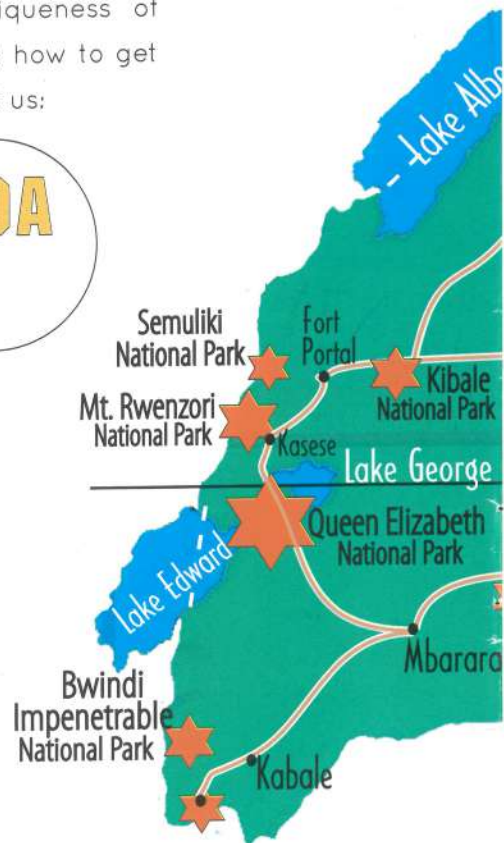 iqueness of
how to get
us:
DA
Lake Albe
Semuliki
National Park
Fort
Portal
Kibale
National Park
Mt. Rwenzori
National Park
Kasese
Lake George
Queen Elizabeth
National Park
Lake Edward
Mbarara
Bwindi
Impenetrable
National Park
Kabale